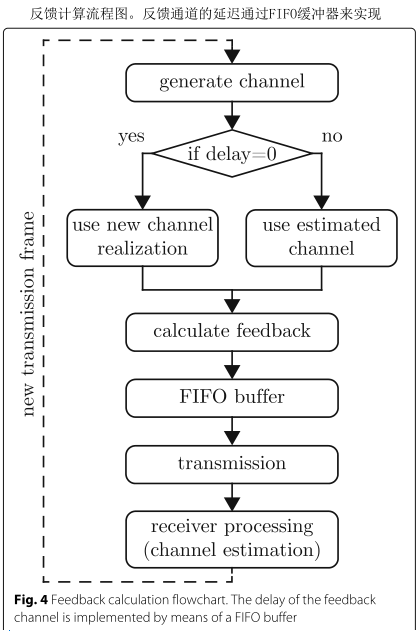 反馈计算流程图。反馈通道的延迟通过FIFO缓冲器来实现
generate channel
yes
no
if delay=0
use new channel
realization
use estimated
channel
calculate feedback
FIFO buffer
transmission
receiver processing
(channel estimation)
new transmission frame
Fig. 4 Feedback calculation flowchart. The delay of the feedback
channel is implemented by means of a FIFO buffer